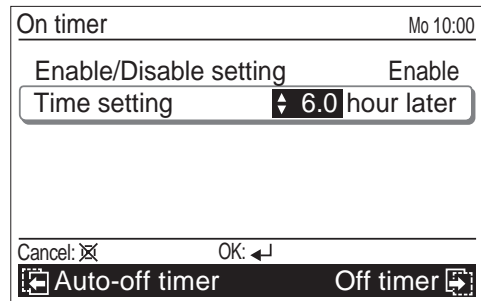 On timer Mo 10:00
Enable/Disable setting Enable
Time setting 6.0 hour later
Cancel: OK:
Auto-off timer Off timer